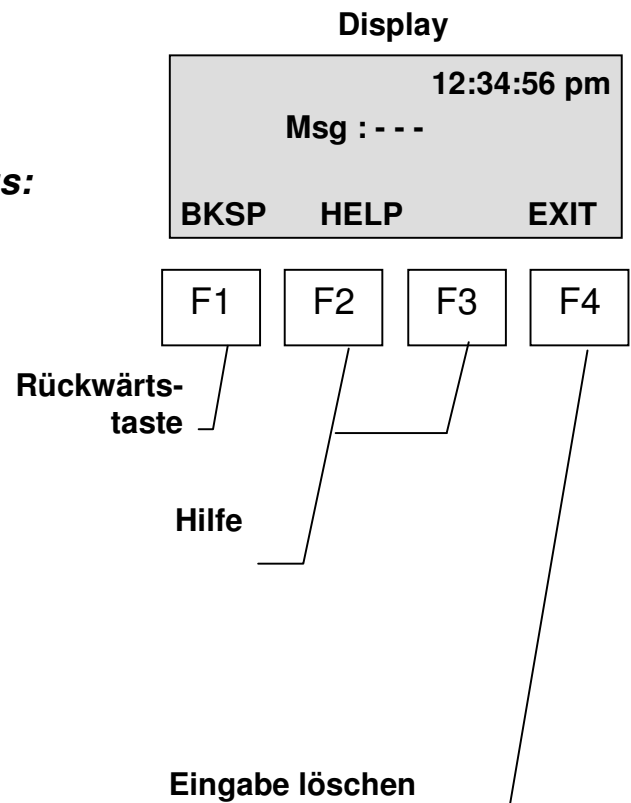 Display
12:34:56 pm
Msg : - - -
BKSP HELP EXIT
F1 F2 F3 F4
Rückwärts-
taste
Hilfe
Eingabe löschen